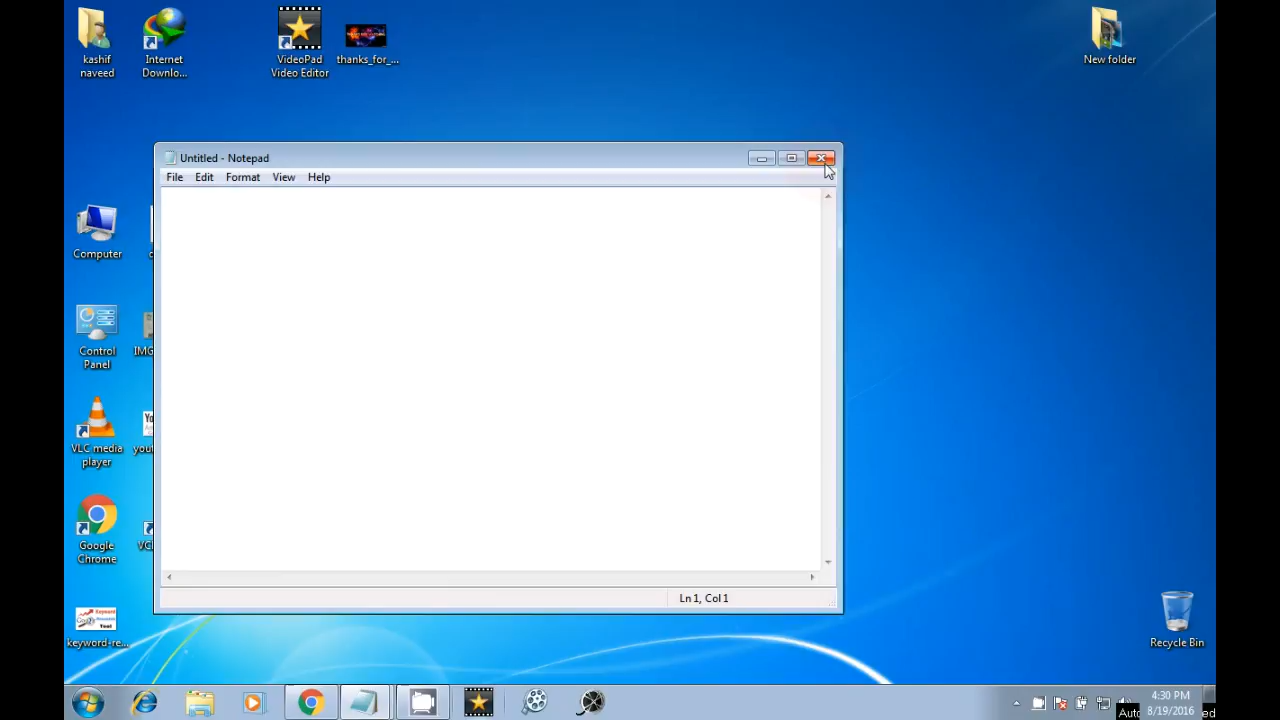 kashif
naveed
Internet
Downlo...
VideoPad
Video Editor
thanks_for_...
New folder
Untitled - Notepad
File Edit Format View Help
Computer
Control
Panel
IMG
VLC media
player
yout
Google
Chrome
keyword-re...
Ln 1, Col 1
Recycle Bin
4:30 PM
8/19/2016